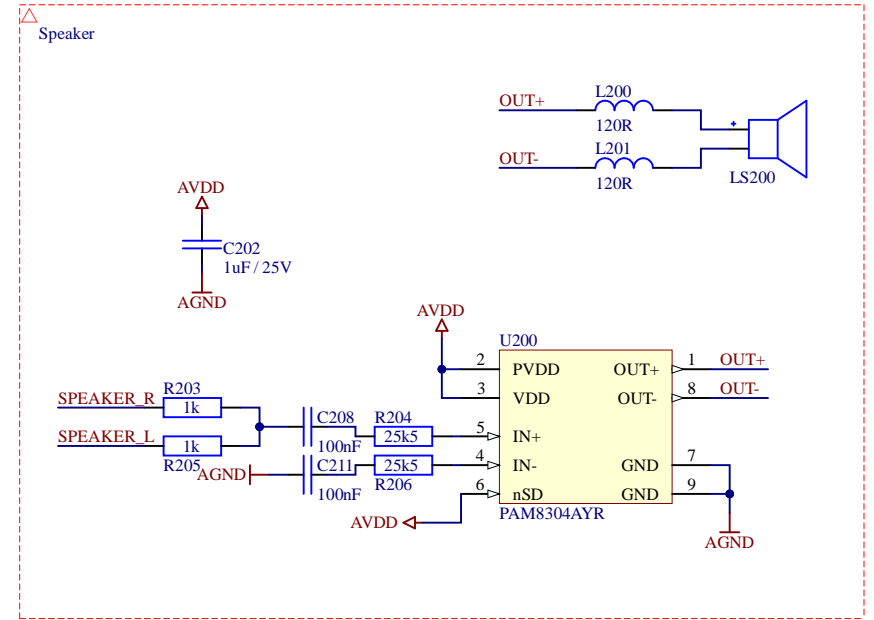 Speaker
OUT+
L200
120R
OUT-
L201
120R
LS200
AVDD
C202
1uF / 25V
AGND
AVDD
U200
2
PVDD
OUT+
1
OUT+
3
VDD
OUT-
8
OUT-
SPEAKER_R
R203
1k
C208
100nF
R204
25k5
5
IN+
SPEAKER_L
1k
R205
AGND
C211
100nF
25k5
R206
4
IN-
GND
7
6
nSD
GND
9
AVDD
PAM8304AYR
AGND